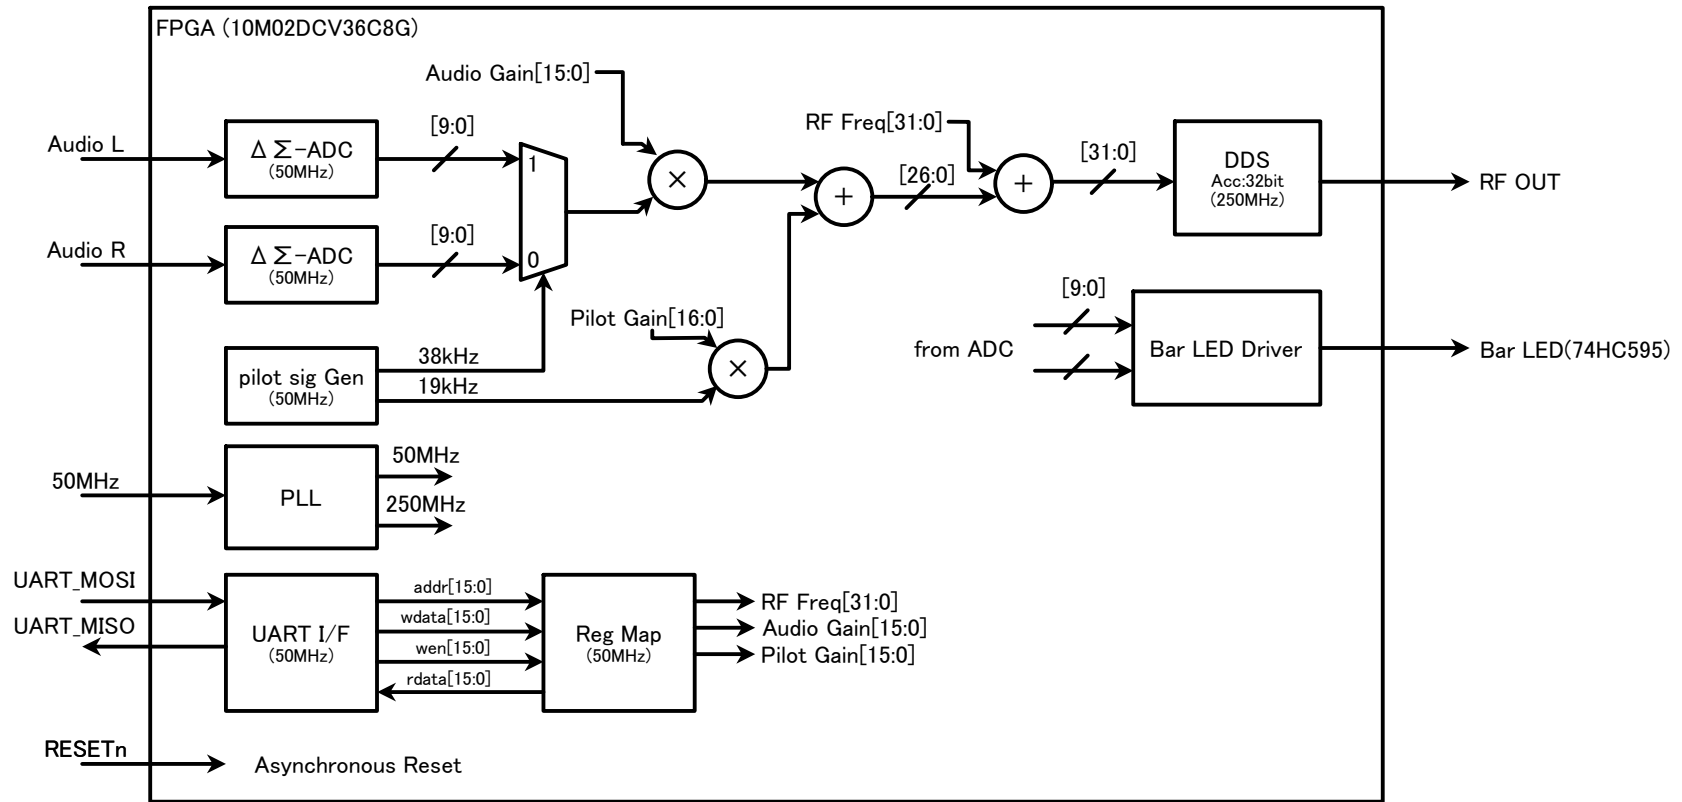 FPGA (10M02DCV36C8G)
Audio Gain[15:0]
Audio L
Δ Σ-ADC
(50MHz)
[9:0]
1
×
RF Freq[31:0]
+
[26:0]
+
[31:0]
DDS
Acc:32bit
(250MHz)
RF OUT
Audio R
Δ Σ-ADC
(50MHz)
[9:0]
0
Pilot Gain[16:0]
×
pilot sig Gen
(50MHz)
38kHz
19kHz
from ADC
[9:0]
Bar LED Driver
Bar LED(74HC595)
50MHz
PLL
50MHz
250MHz
UART_MOSI
UART_MISO
UART I/F
(50MHz)
addr[15:0]
wdata[15:0]
wen[15:0]
rdata[15:0]
Reg Map
(50MHz)
RF Freq[31:0]
Audio Gain[15:0]
Pilot Gain[15:0]
RESETn
Asynchronous Reset